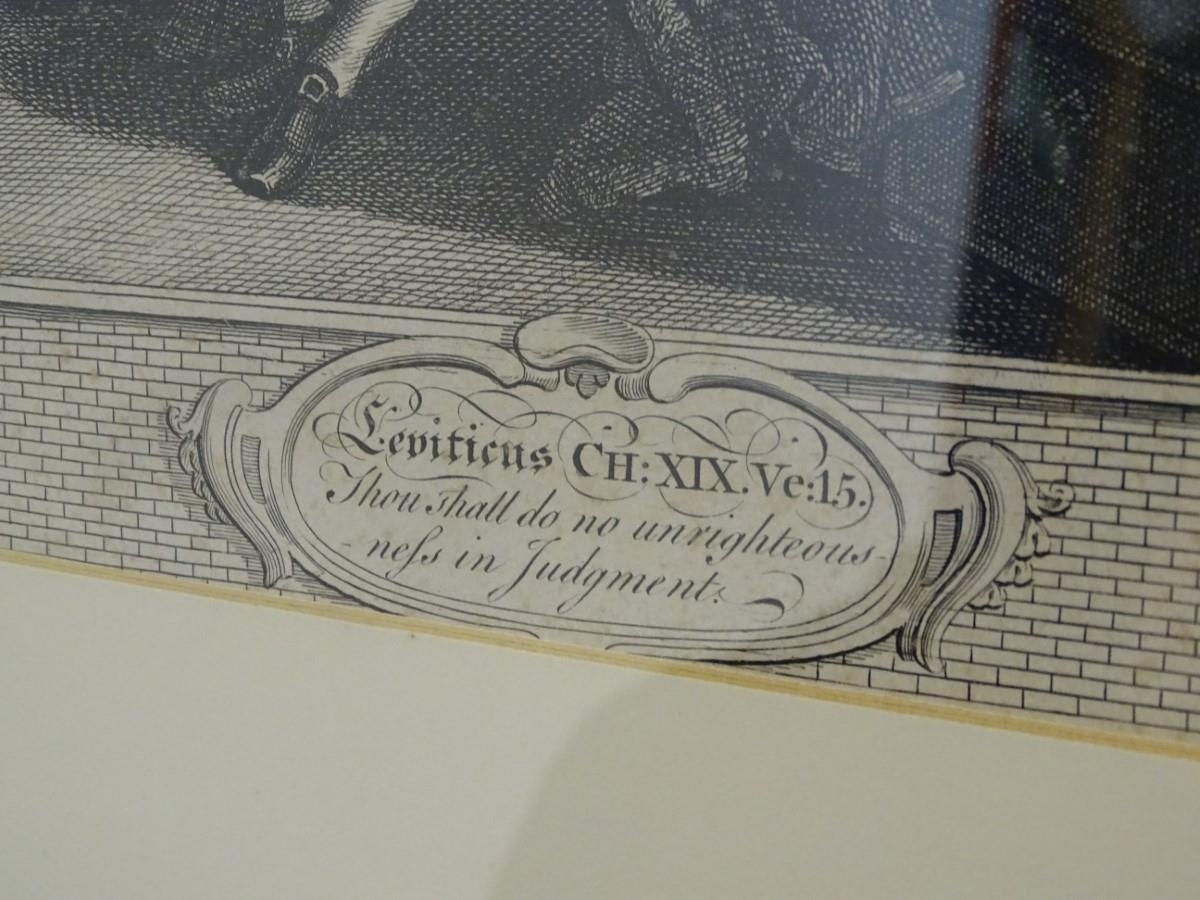 Leviticus CH: XIX. Ve: 15.
Thou shall do no unrighteous-
-neſs in Judgment.